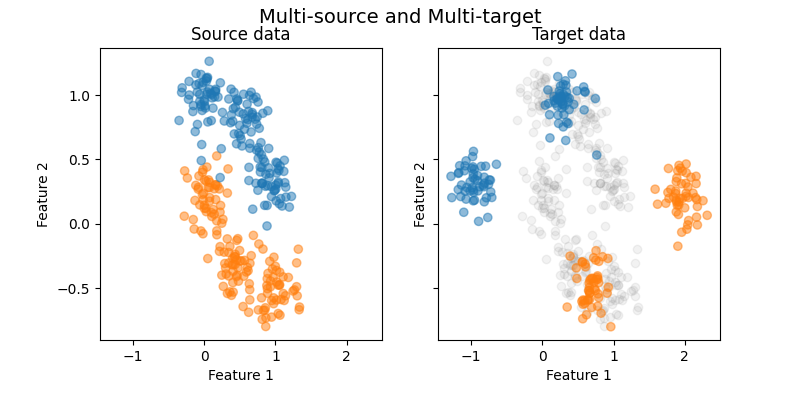 Multi-source and Multi-target
Source data
Target data
1.0
0.5
0.0
−0.5
Feature 2
−1
0
1
2
Feature 1
Feature 2
−1
0
1
2
Feature 1